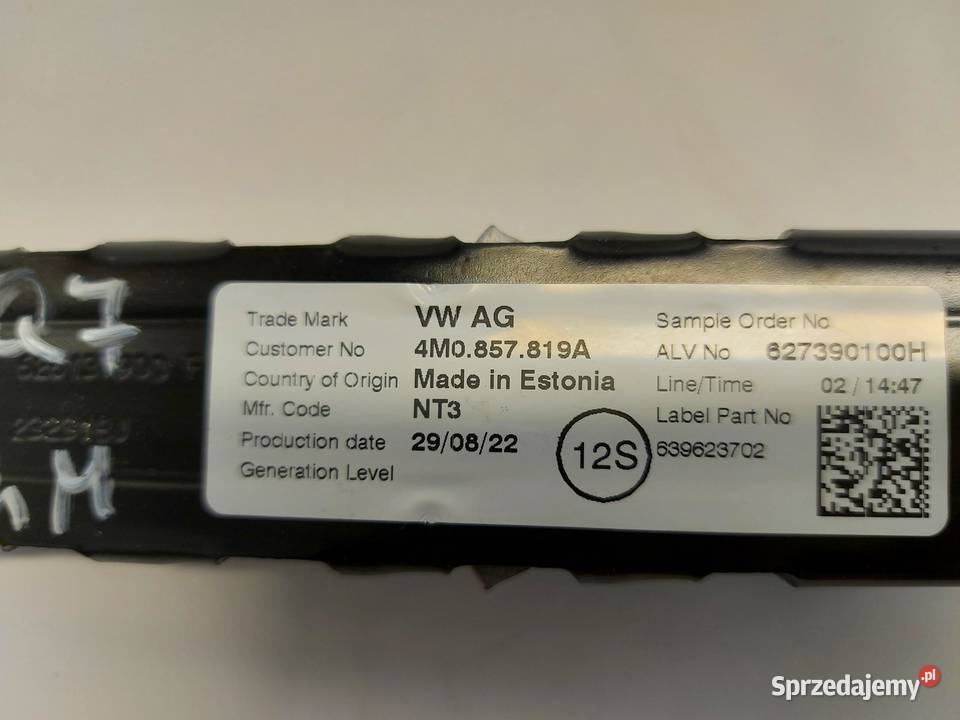 Q7
M
Trade Mark VW AG
Customer No 4M0.857.819A
Country of Origin Made in Estonia
Mfr. Code NT3
Production date 29/08/22
Generation Level
12S
Sample Order No
ALV No 627390100H
Line/Time 02 / 14:47
Label Part No
639623702
Sprzedajemy.pl